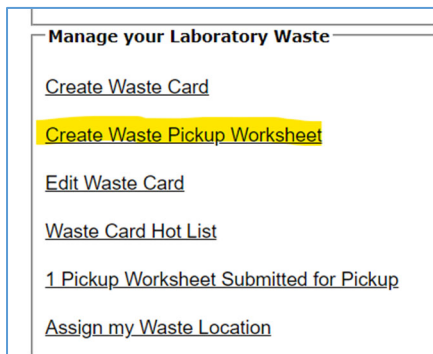 Manage your Laboratory Waste
Create Waste Card
Create Waste Pickup Worksheet
Edit Waste Card
Waste Card Hot List
1 Pickup Worksheet Submitted for Pickup
Assign my Waste Location